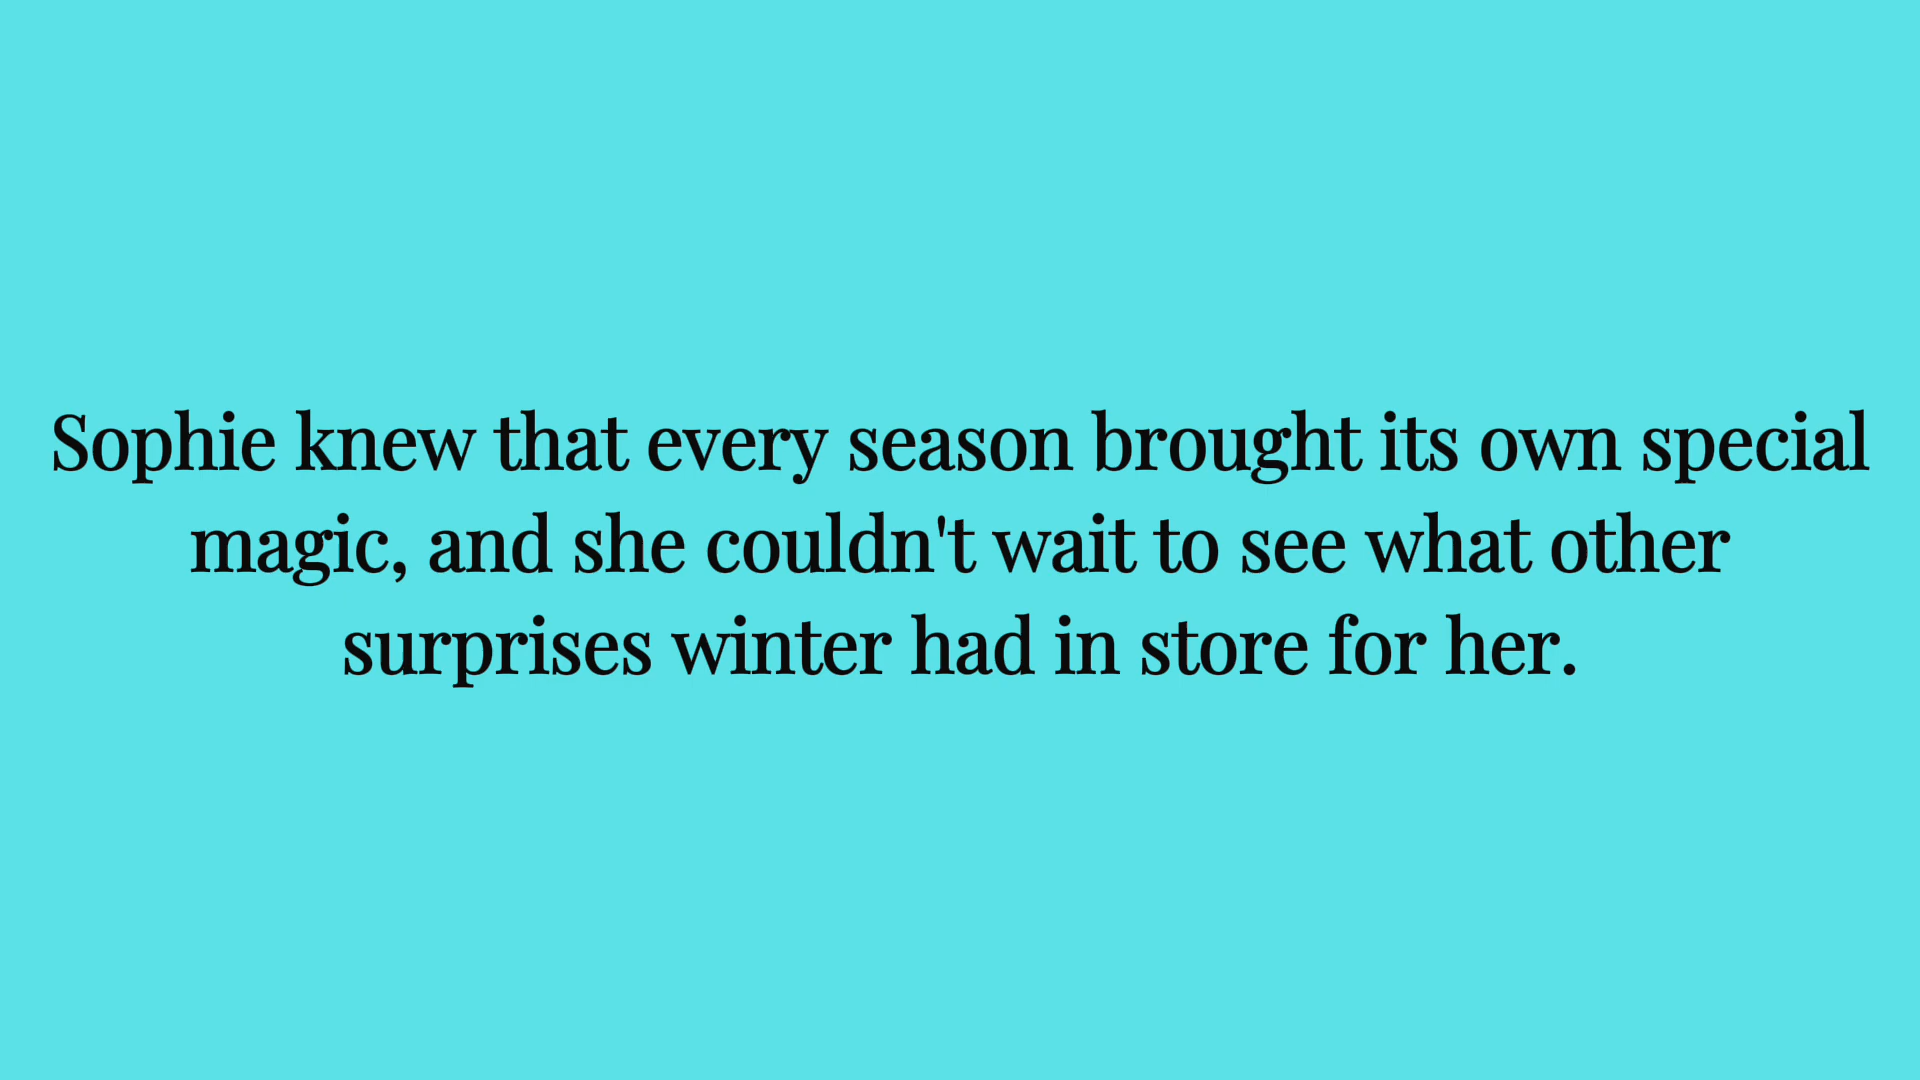 Sophie knew that every season brought its own special
magic, and she couldn't wait to see what other
surprises winter had in store for her.